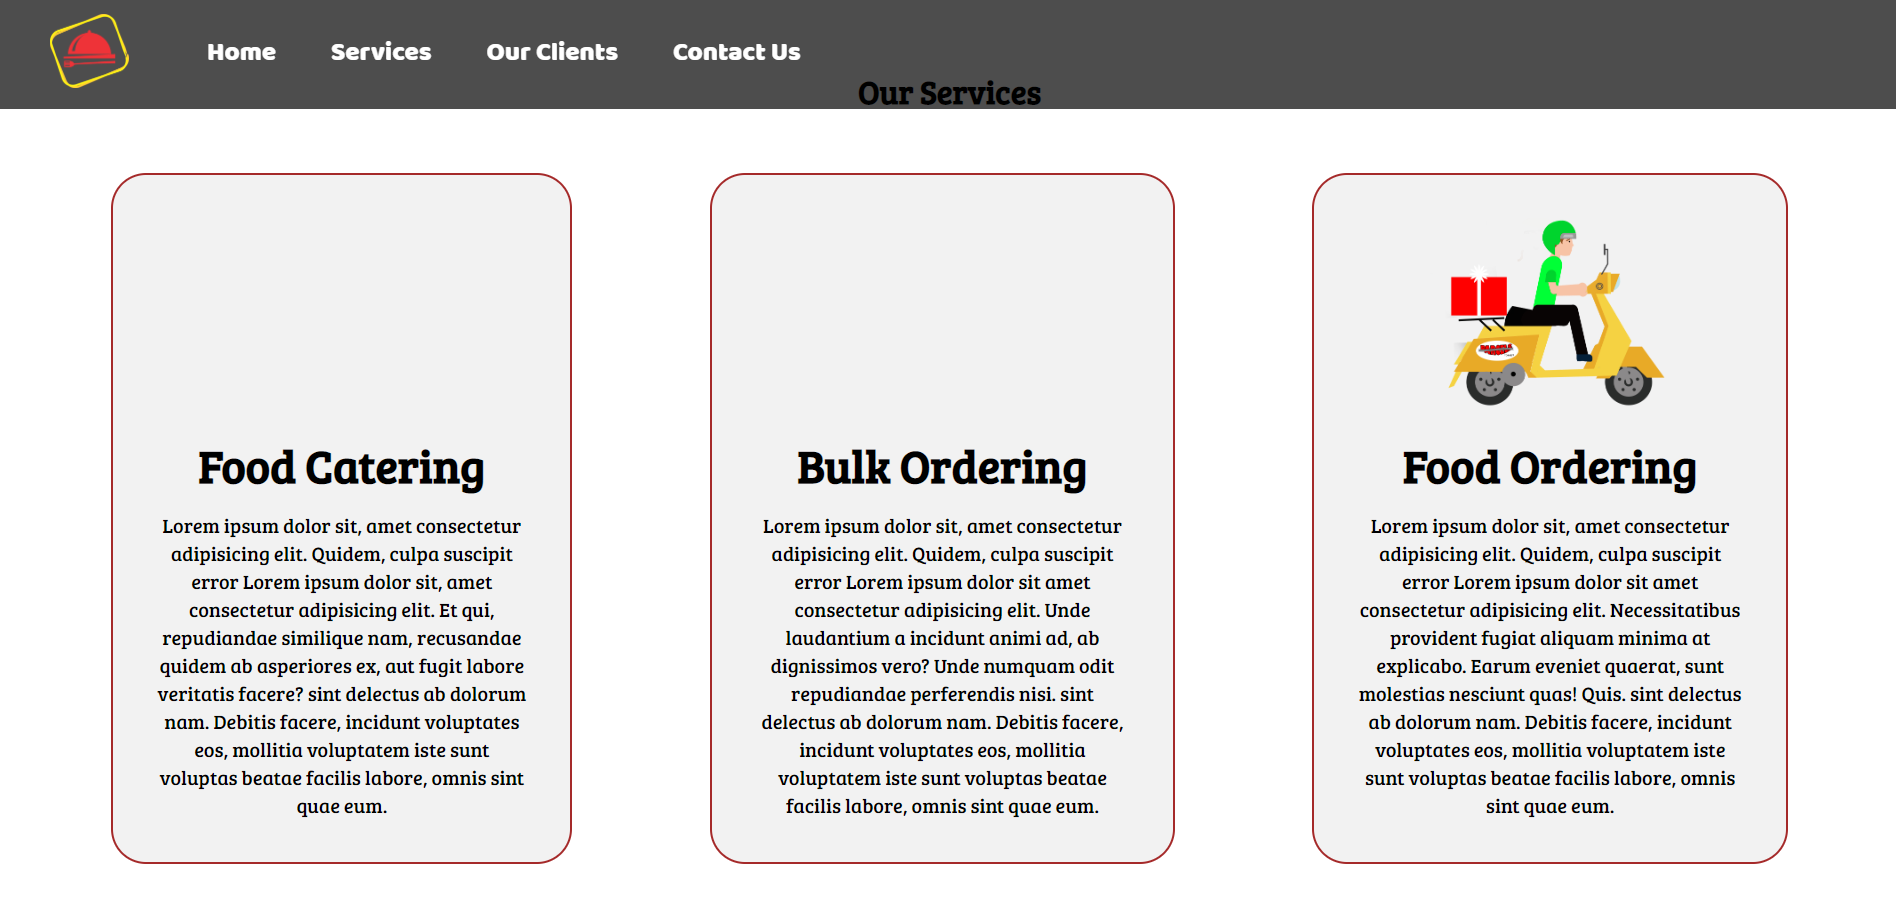 Home Services Our Clients Contact Us
Our Services
Food Catering
Lorem ipsum dolor sit, amet consectetur
adipisicing elit. Quidem, culpa suscipit
error Lorem ipsum dolor sit, amet
consectetur adipisicing elit. Et qui,
repudiandae similique nam, recusandae
quidem ab asperiores ex, aut fugit labore
veritatis facere? sint delectus ab dolorum
nam. Debitis facere, incidunt voluptates
eos, mollitia voluptatem iste sunt
voluptas beatae facilis labore, omnis sint
quae eum.
Bulk Ordering
Lorem ipsum dolor sit, amet consectetur
adipisicing elit. Quidem, culpa suscipit
error Lorem ipsum dolor sit amet
consectetur adipisicing elit. Unde
laudantium a incidunt animi ad, ab
dignissimos vero? Unde numquam odit
repudiandae perferendis nisi. sint
delectus ab dolorum nam. Debitis facere,
incidunt voluptates eos, mollitia
voluptatem iste sunt voluptas beatae
facilis labore, omnis sint quae eum.
Food Ordering
Lorem ipsum dolor sit, amet consectetur
adipisicing elit. Quidem, culpa suscipit
error Lorem ipsum dolor sit amet
consectetur adipisicing elit. Necessitatibus
provident fugiat aliquam minima at
explicabo. Earum eveniet quaerat, sunt
molestias nesciunt quas! Quis. sint delectus
ab dolorum nam. Debitis facere, incidunt
voluptates eos, mollitia voluptatem iste
sunt voluptas beatae facilis labore, omnis
sint quae eum.